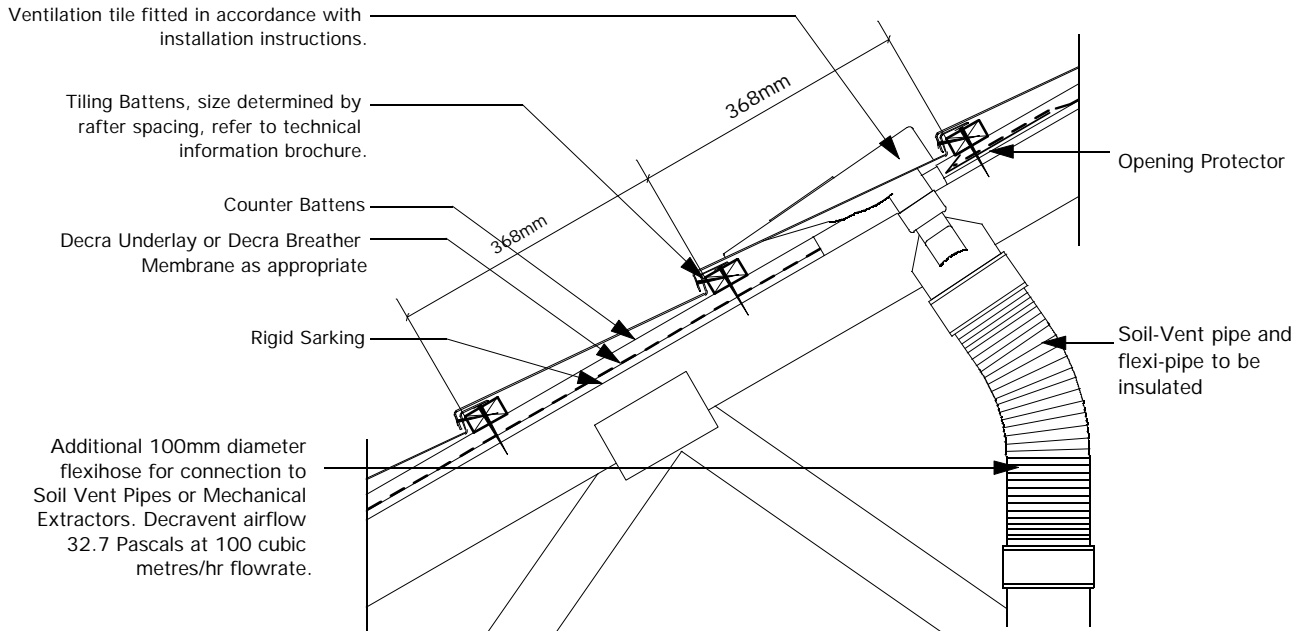 Ventilation tile fitted in accordance with
installation instructions.
368mm
Tiling Battens, size determined by
rafter spacing, refer to technical
information brochure.
Opening Protector
Counter Battens
368mm
Decra Underlay or Decra Breather
Membrane as appropriate
Rigid Sarking
Soil-Vent pipe and
flexi-pipe to be
insulated
Additional 100mm diameter
flexihose for connection to
Soil Vent Pipes or Mechanical
Extractors. Decravent airflow
32.7 Pascals at 100 cubic
metres/hr flowrate.